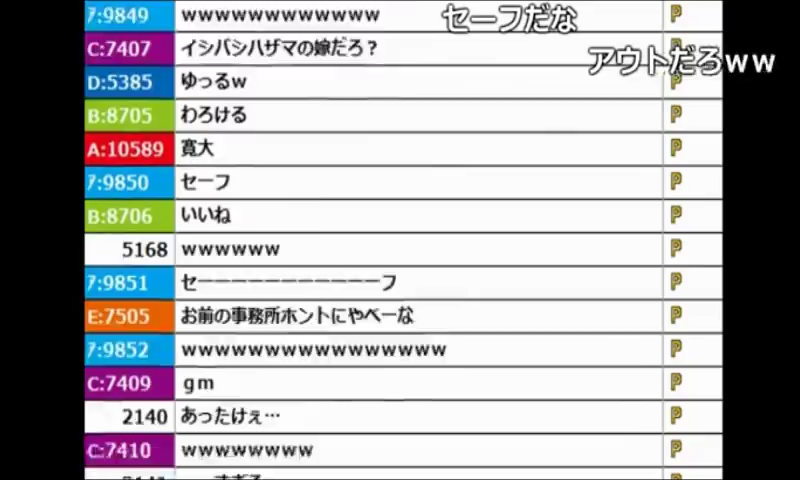 ｱ:9849 wwwwwwwwwwwww P
セーフだな
C:7407 イシバシハザマの嫁だろ？ P
アウトだろww
D:5385 ゆっるw P
B:8705 わろける P
A:10589 寛大 P
ｱ:9850 セーフ P
B:8706 いいね P
5168 wwwwww P
ｱ:9851 セーーーーーーーーーーーフ P
E:7505 お前の事務所ホントにやべーな P
ｱ:9852 wwwwwwwwwwwwwwww P
C:7409 gm P
2140 あったけぇ… P
C:7410 wwwwwwww P